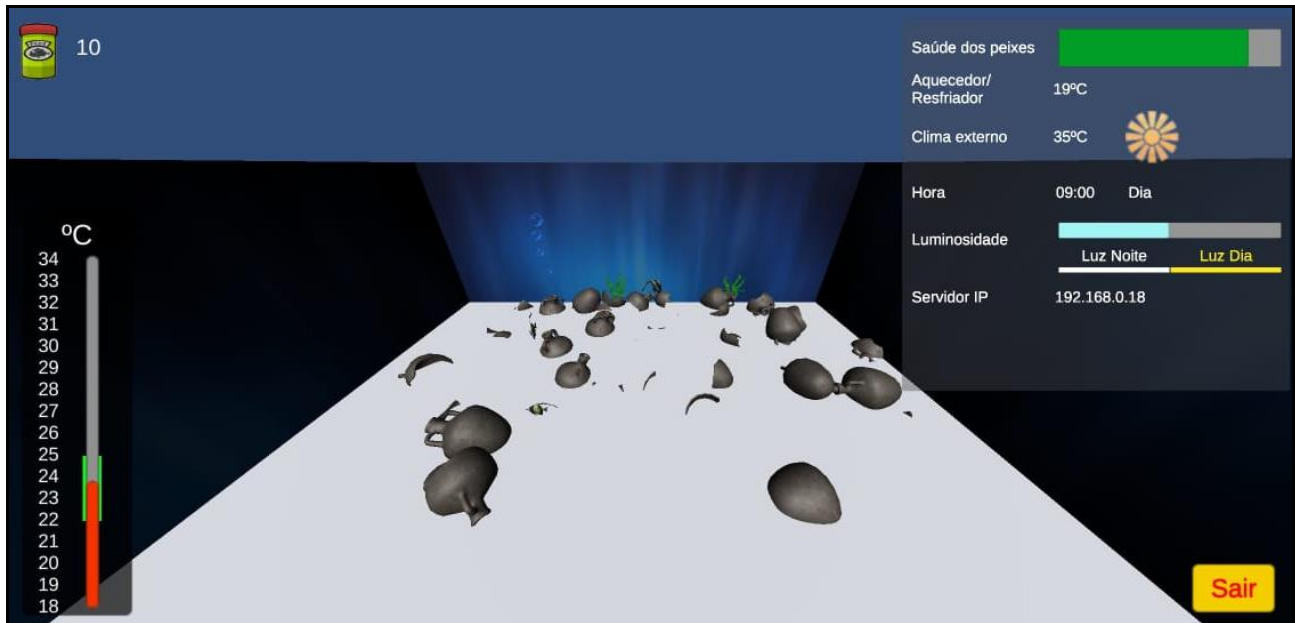 10
Saúde dos peixes
Aquecedor/
Resfriador
19ºC
Clima externo
35ºC
Hora
09:00
Dia
Luminosidade
Luz Noite
Luz Dia
Servidor IP
192.168.0.18
ºC
34
33
32
31
30
29
28
27
26
25
24
23
22
21
20
19
18
Sair